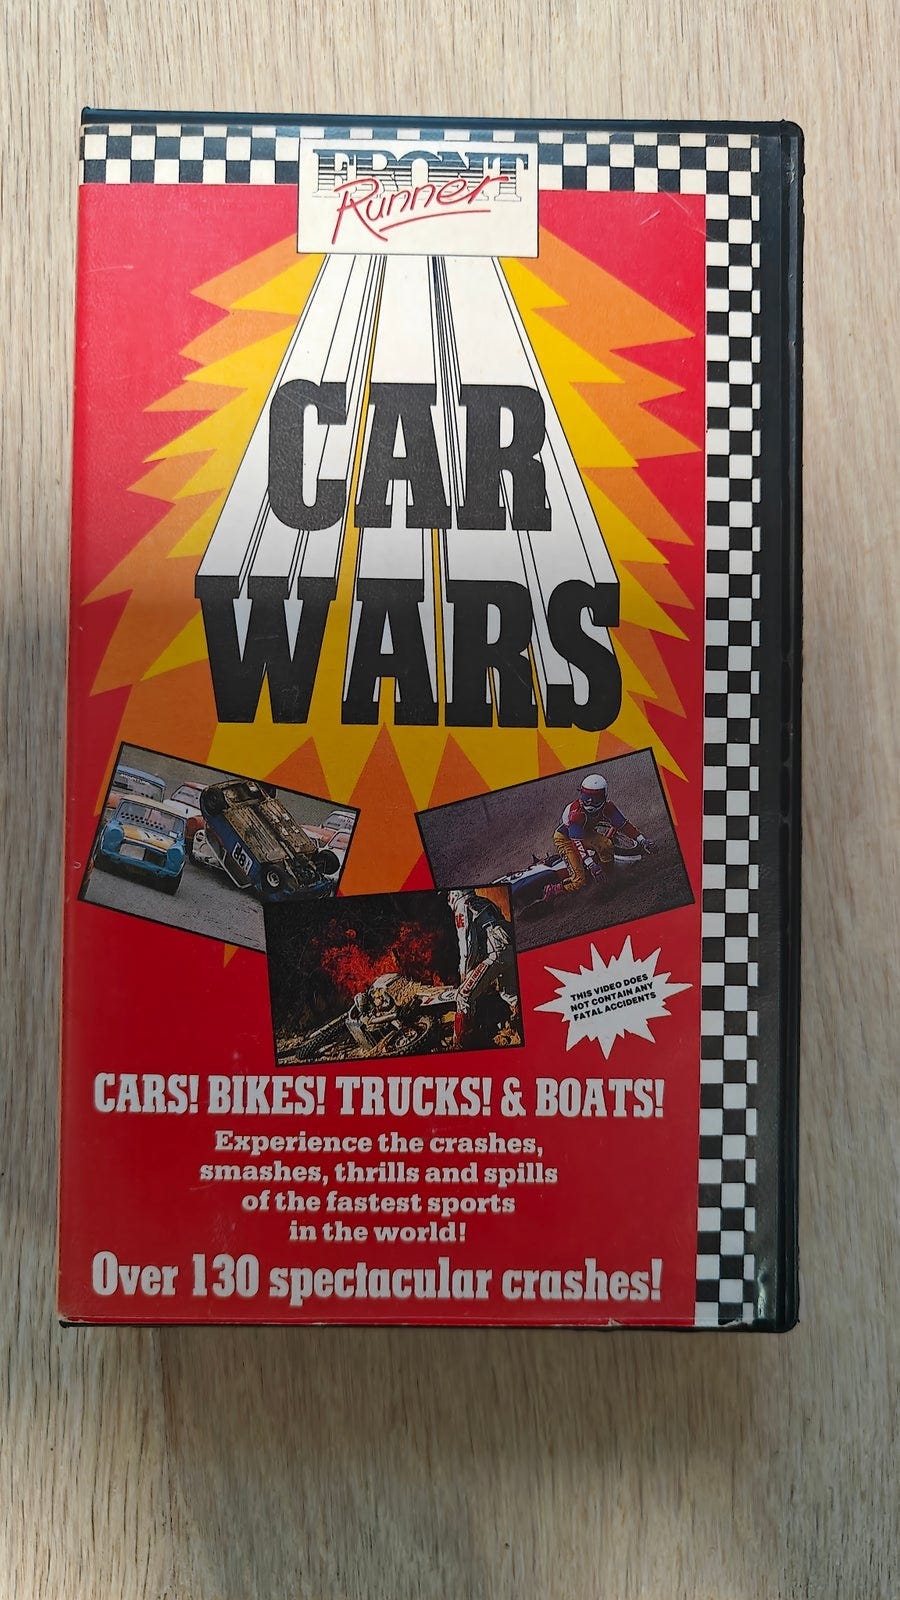 FRONT
Runner
CAR
WARS
THIS VIDEO DOES
NOT CONTAIN ANY
FATAL ACCIDENTS
CARS! BIKES! TRUCKS! & BOATS!
Experience the crashes,
smashes, thrills and spills
of the fastest sports
in the world!
Over 130 spectacular crashes!